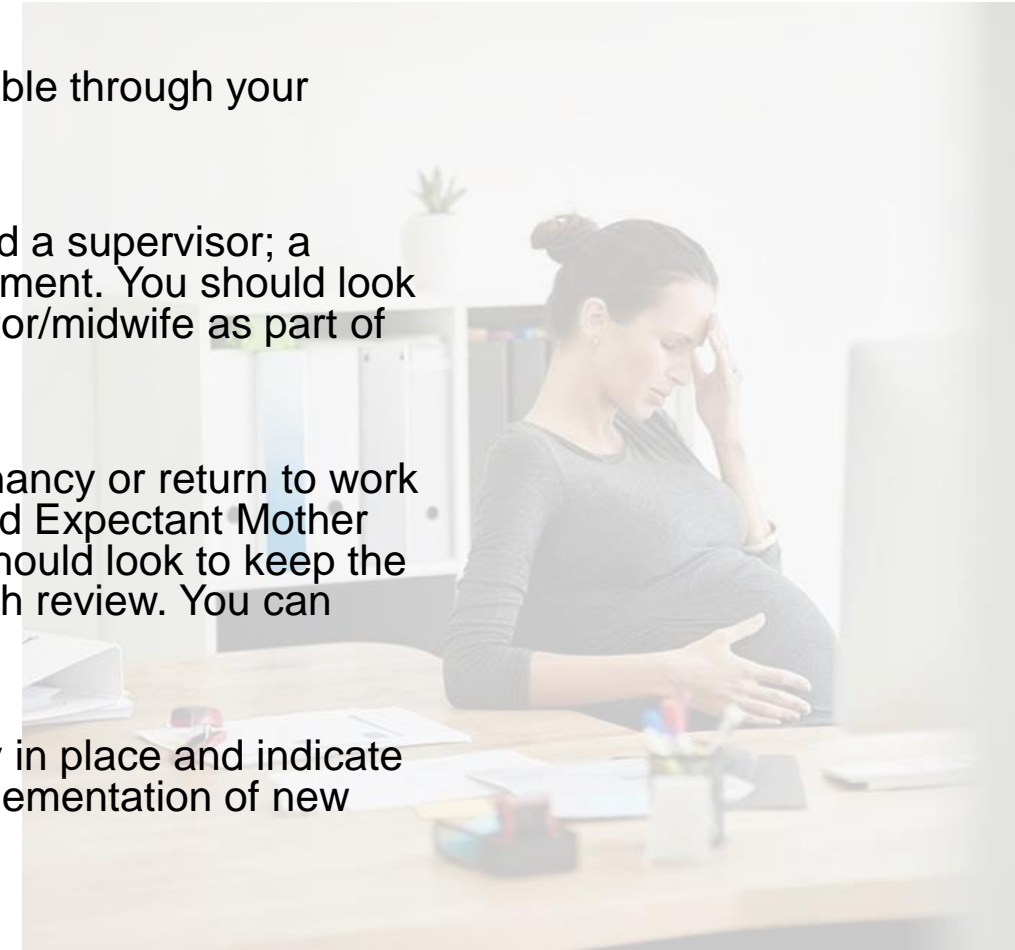 ble through your
d a supervisor; a
ment. You should look
or/midwife as part of
nancy or return to work
d Expectant Mother
hould look to keep the
h review. You can
y in place and indicate
lementation of new